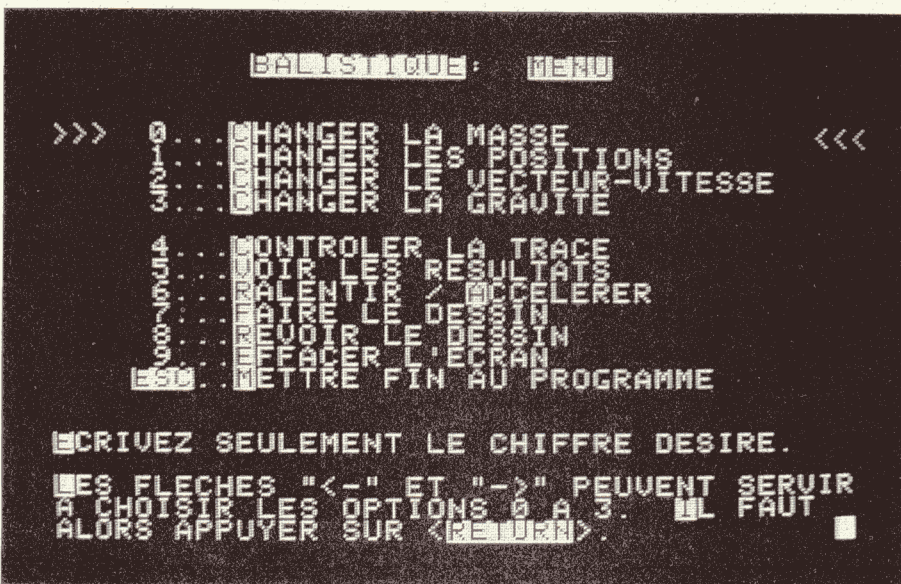 BALISTIQUE: MENU
>>> 0...CHANGER LA MASSE <<<
1...CHANGER LES POSITIONS
2...CHANGER LE VECTEUR-VITESSE
3...CHANGER LA GRAVITE
4...CONTROLER LA TRACE
5...VOIR LES RESULTATS
6...RALENTIR / ACCELERER
7...FAIRE LE DESSIN
8...REVOIR LE DESSIN
9...EFFACER L'ECRAN
ESC..METTRE FIN AU PROGRAMME
ECRIVEZ SEULEMENT LE CHIFFRE DESIRE.
LES FLECHES "<-" ET "->" PEUVENT SERVIR
A CHOISIR LES OPTIONS 0 A 3. IL FAUT
ALORS APPUYER SUR <RETURN>.